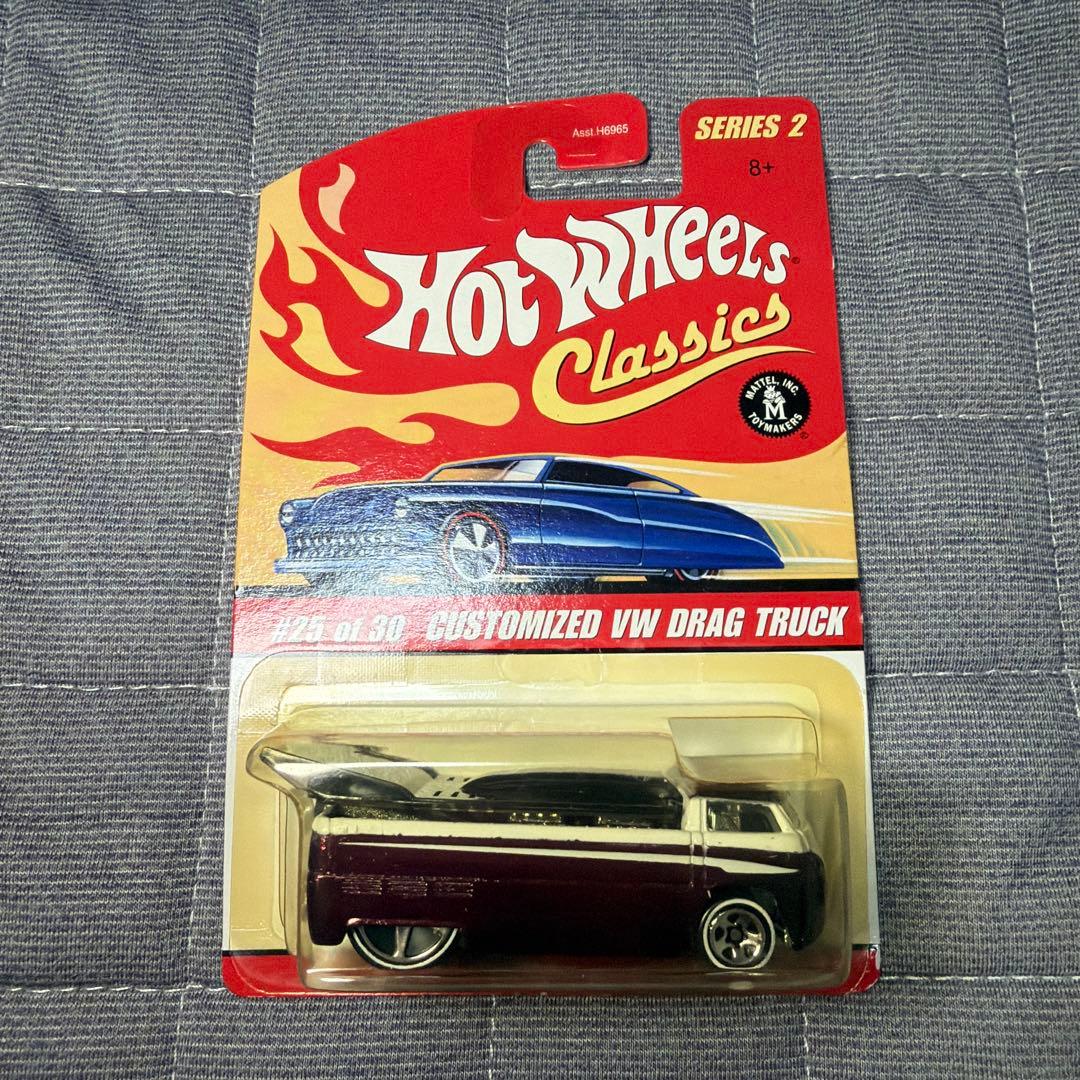 Asst.H6965
SERIES 2
8+
HOT WHEELS®
Classics
MATTEL, INC.
M
TOYMAKERS
®
#25 of 30 CUSTOMIZED VW DRAG TRUCK